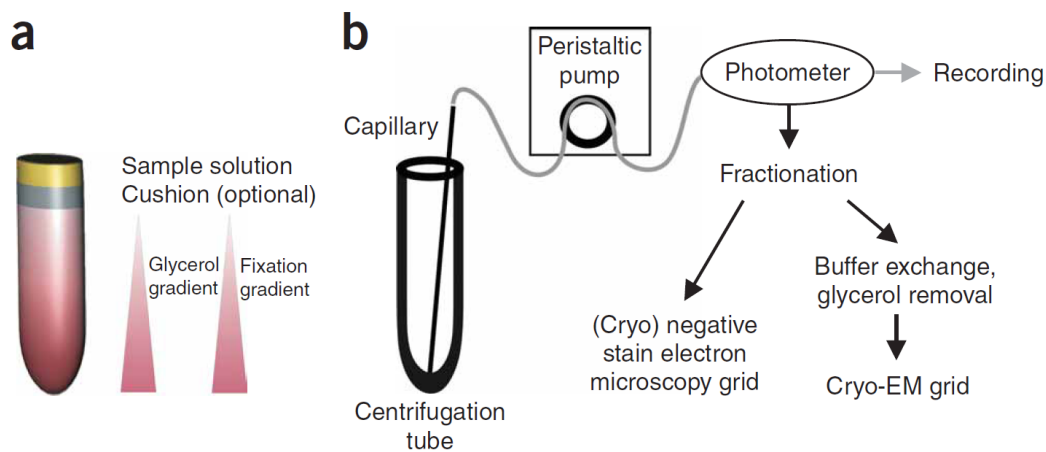 a
Sample solution
Cushion (optional)
Glycerol
gradient
Fixation
gradient
b
Peristaltic
pump
Capillary
Centrifugation
tube
Photometer
Recording
Fractionation
(Cryo) negative
stain electron
microscopy grid
Buffer exchange,
glycerol removal
Cryo-EM grid